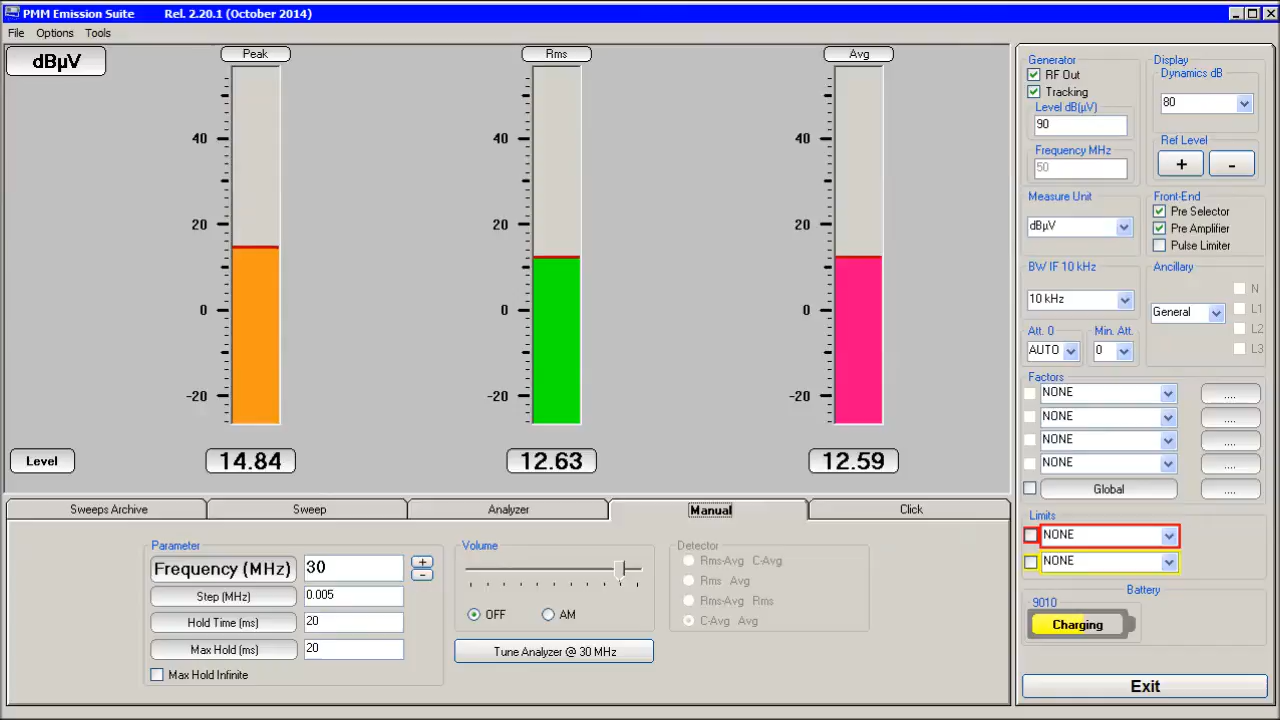 PMM Emission Suite Rel. 2.20.1 (October 2014)
File Options Tools
dBµV
Peak
Rms
Avg
40
20
0
-20
40
20
0
-20
40
20
0
-20
Level
14.84
12.63
12.59
Sweeps Archive
Sweep
Analyzer
Manual
Click
Parameter
Frequency (MHz) 30
+
-
Step (MHz) 0.005
Hold Time (ms) 20
Max Hold (ms) 20
Max Hold Infinite
Volume
OFF AM
Tune Analyzer @ 30 MHz
Detector
Rms-Avg C-Avg
Rms Avg
Rms-Avg Rms
C-Avg Avg
Generator
RF Out
Tracking
Level dB(µV)
90
Frequency MHz
50
Display
Dynamics dB
80
Ref Level
+ -
Measure Unit
dBµV
Front-End
Pre Selector
Pre Amplifier
Pulse Limiter
BW IF 10 kHz
10 kHz
Ancillary
General
N
L1
L2
L3
Att. 0
AUTO
Min. Att.
0
Factors
NONE ....
NONE ....
NONE ....
NONE ....
Global ....
Limits
NONE
NONE
Battery
9010
Charging
Exit